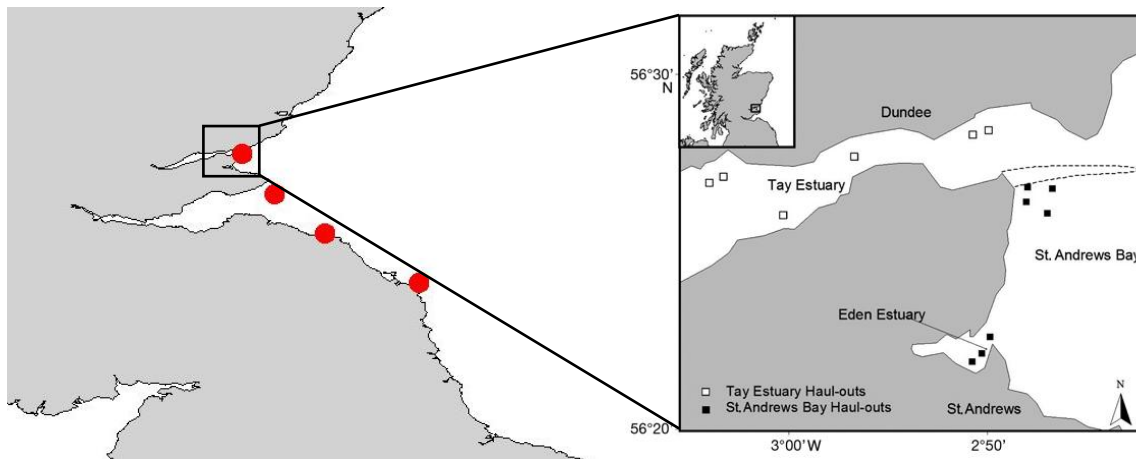 56°30'
N
Dundee
Tay Estuary
St. Andrews Bay
Eden Estuary
Tay Estuary Haul-outs
St. Andrews Bay Haul-outs
St. Andrews
N
56°20
3°00'W
2°50'